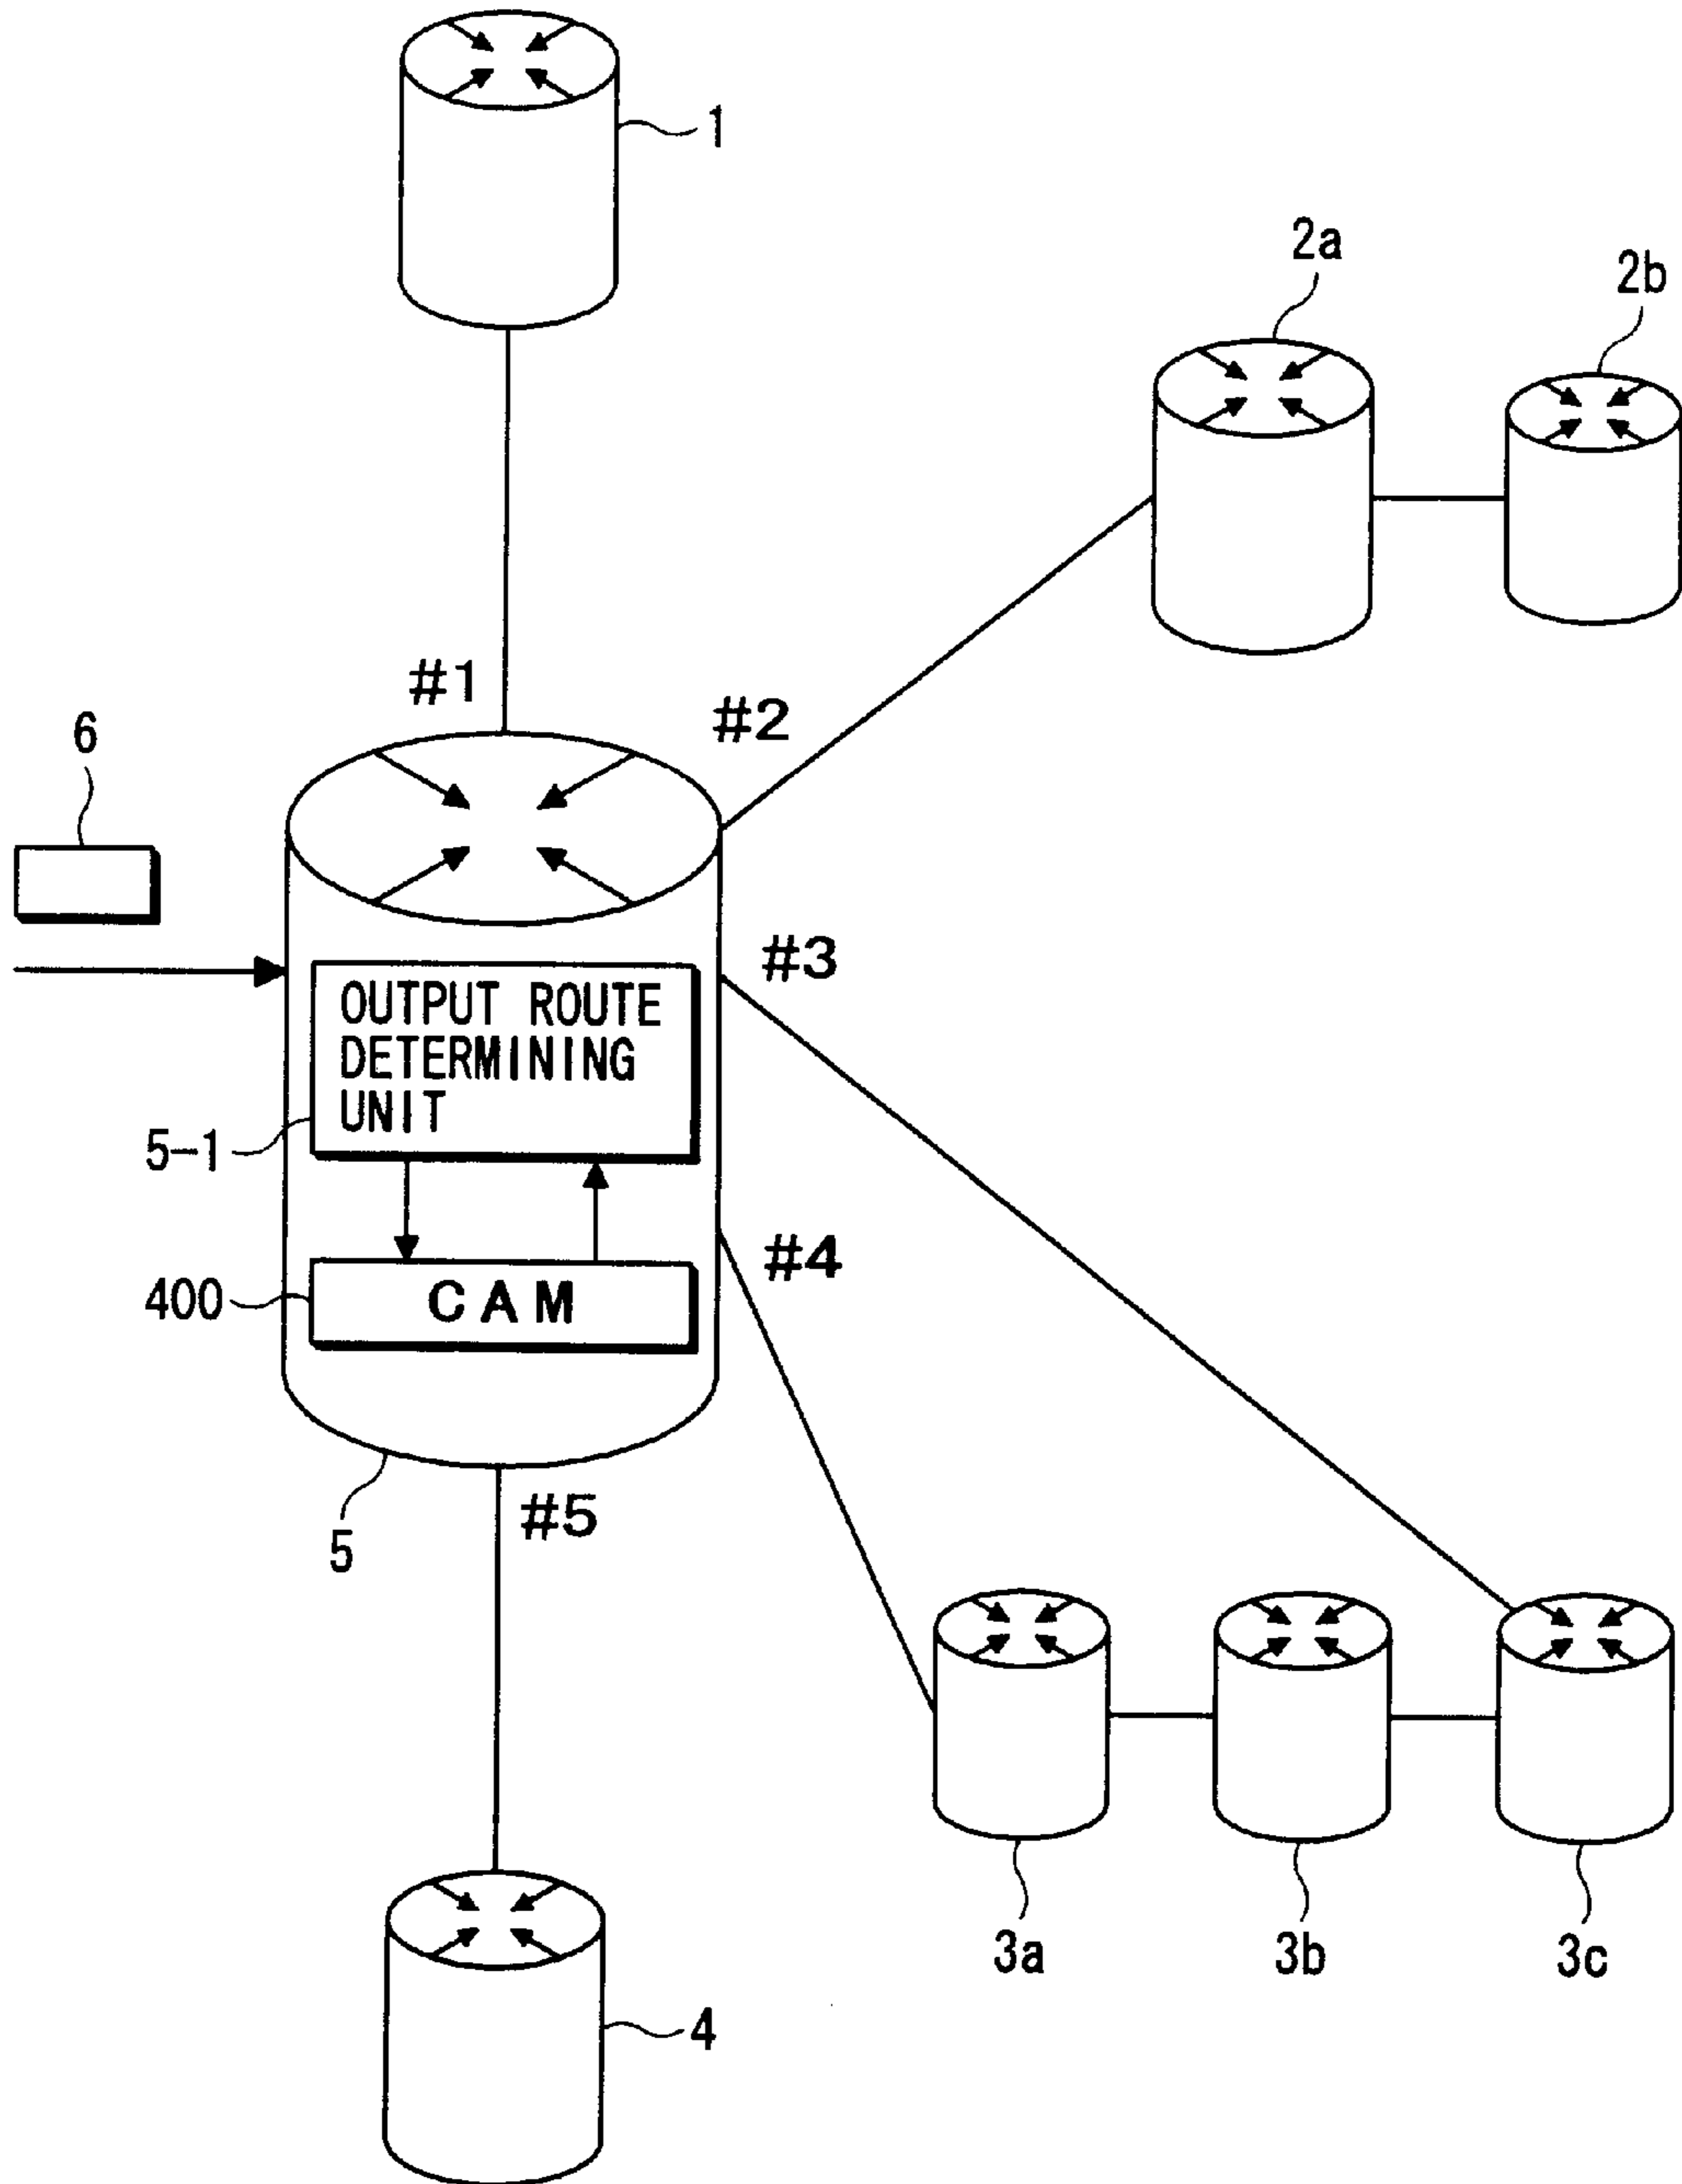 1
2a
2b
#1
#2
6
#3
OUTPUT ROUTE
DETERMINING
UNIT
5-1
#4
400
CAM
#5
5
3a
3b
3c
4